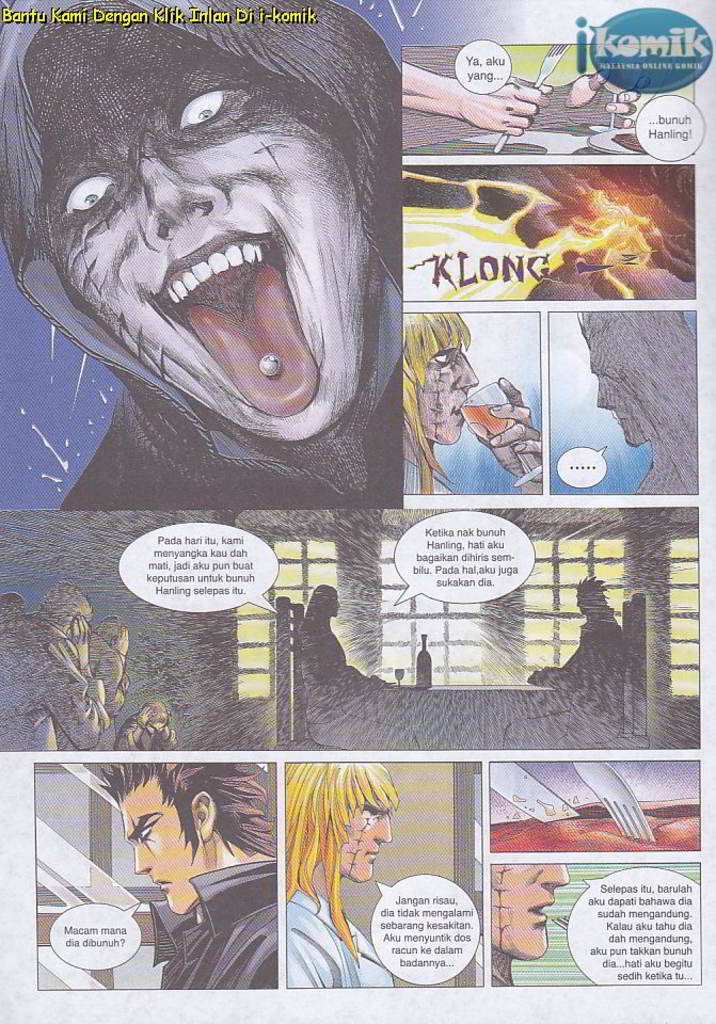 Bantu Kami Dengan Klik Irlan Di i-komik
ikomik
MALAYSIA ONLINE KOMIK
Ya, aku
yang...
...bunuh
Hanling!
KLONG
.....
Pada hari itu, kami
menyangka kau dah
mati, jadi aku pun buat
keputusan untuk bunuh
Hanling selepas itu.
Ketika nak bunuh
Hanling, hati aku
bagaikan dihiris sem-
bilu. Pada hal,aku juga
sukakan dia.
Macam mana
dia dibunuh?
Jangan risau,
dia tidak mengalami
sebarang kesakitan.
Aku menyuntik dos
racun ke dalam
badannya...
Selepas itu, barulah
aku dapati bahawa dia
sudah mengandung.
Kalau aku tahu dia
dah mengandung,
aku pun takkan bunuh
dia...hati aku begitu
sedih ketika tu...